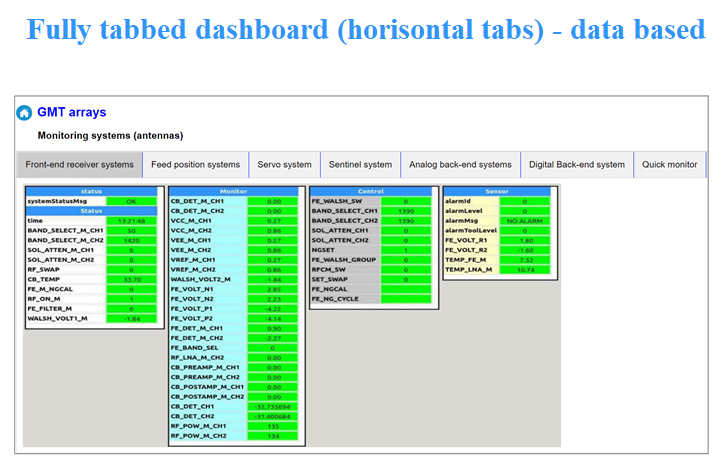 Fully tabbed dashboard (horisontal tabs) - data based
GMT arrays
Monitoring systems (antennas)
Front-end receiver systems Feed position systems Servo system Sentinel system Analog back-end systems Digital Back-end system Quick monitor
status
systemStatusMsg OK
Status
time 13:21:48
BAND_SELECT_M_CH1 50
BAND_SELECT_M_CH2 1420
SOL_ATTEN_M_CH1 0
SOL_ATTEN_M_CH2 0
RF_SWAP 0
CB_TEMP 33.70
FE_M_NGCAL 0
RF_ON_M 1
FE_FILTER_M 0
WALSH_VOLT1_M -1.84
Monitor
CB_DET_M_CH1 0.00
CB_DET_M_CH2 0.00
VCC_M_CH1 0.27
VCC_M_CH2 0.86
VEE_M_CH1 0.27
VEE_M_CH2 0.86
VREF_M_CH1 0.27
VREF_M_CH2 0.86
WALSH_VOLT2_M -1.84
FE_VOLT_N1 2.85
FE_VOLT_N2 2.23
FE_VOLT_P1 -4.22
FE_VOLT_P2 -4.14
FE_DET_M_CH1 0.90
FE_DET_M_CH2 -2.27
FE_BAND_SEL 0
RF_LNA_M_CH2 0.00
CB_PREAMP_M_CH1 0.00
CB_PREAMP_M_CH2 0.00
CB_POSTAMP_M_CH1 0.00
CB_POSTAMP_M_CH2 0.00
CB_DET_CH1 -32.735694
CB_DET_CH2 -31.400684
RF_POW_M_CH1 135
RF_POW_M_CH2 134
Control
FE_WALSH_SW 0
BAND_SELECT_CH1 1390
BAND_SELECT_CH2 1390
SOL_ATTEN_CH1 0
SOL_ATTEN_CH2 0
NGSET 1
FE_WALSH_GROUP 0
RFCM_SW 0
SET_SWAP 0
FE_NGCAL
FE_NG_CYCLE
Sensor
alarmId 0
alarmLevel 0
alarmMsg NO ALARM
alarmToolLevel 0
FE_VOLT_R1 1.80
FE_VOLT_R2 -1.60
TEMP_FE_M 7.32
TEMP_LNA_M 10.74